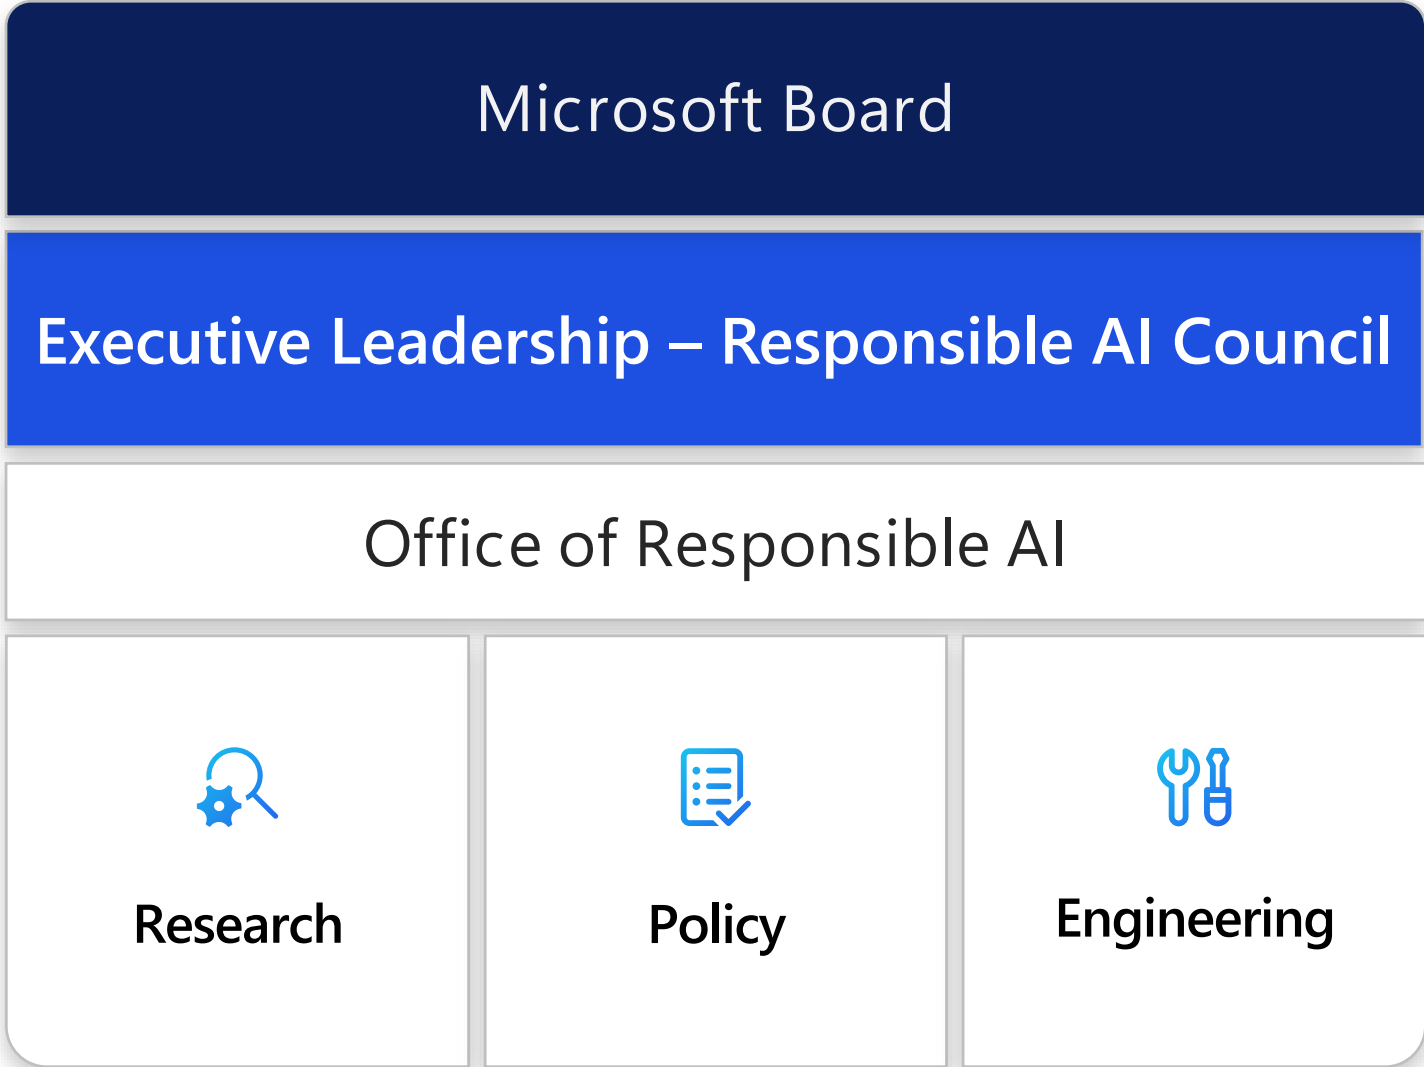 Microsoft Board
Executive Leadership – Responsible AI Council
Office of Responsible AI
Research
Policy
Engineering